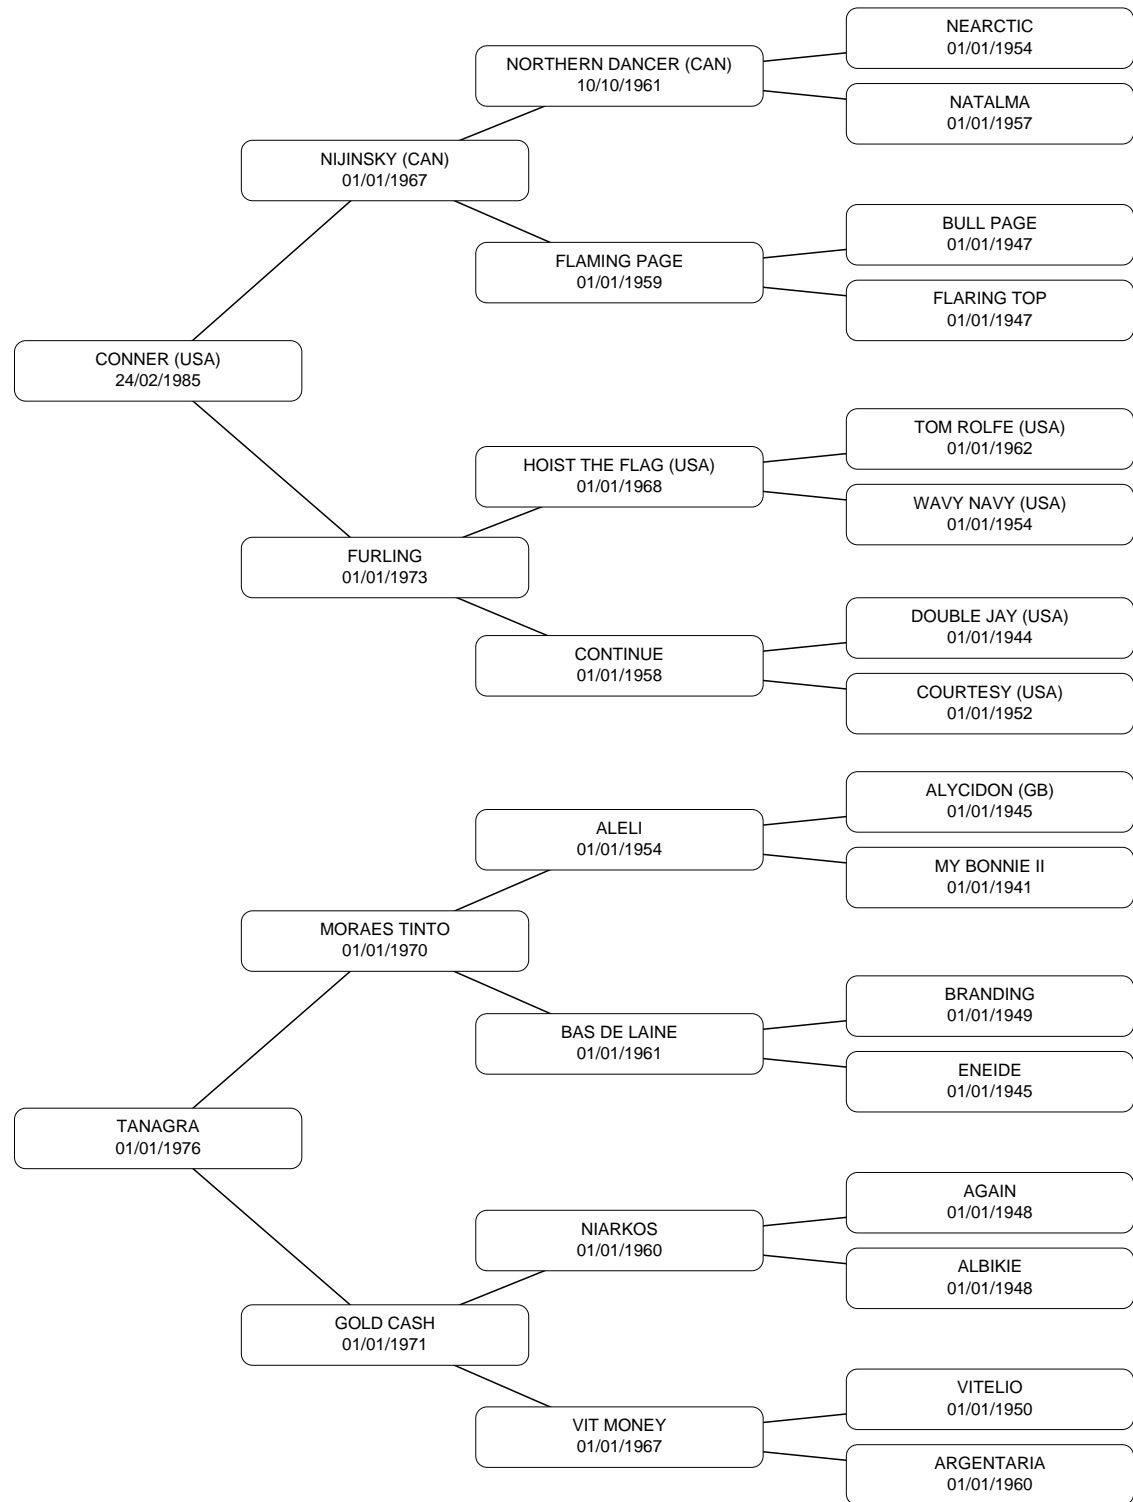 NEARCTIC
01/01/1954
NORTHERN DANCER (CAN)
10/10/1961
NATALMA
01/01/1957
NIJINSKY (CAN)
01/01/1967
BULL PAGE
01/01/1947
FLAMING PAGE
01/01/1959
FLARING TOP
01/01/1947
CONNER (USA)
24/02/1985
TOM ROLFE (USA)
01/01/1962
HOIST THE FLAG (USA)
01/01/1968
WAVY NAVY (USA)
01/01/1954
FURLING
01/01/1973
DOUBLE JAY (USA)
01/01/1944
CONTINUE
01/01/1958
COURTESY (USA)
01/01/1952
ALYCIDON (GB)
01/01/1945
ALELI
01/01/1954
MY BONNIE II
01/01/1941
MORAES TINTO
01/01/1970
BRANDING
01/01/1949
BAS DE LAINE
01/01/1961
ENEIDE
01/01/1945
TANAGRA
01/01/1976
AGAIN
01/01/1948
NIARKOS
01/01/1960
ALBIKIE
01/01/1948
GOLD CASH
01/01/1971
VITELIO
01/01/1950
VIT MONEY
01/01/1967
ARGENTARIA
01/01/1960